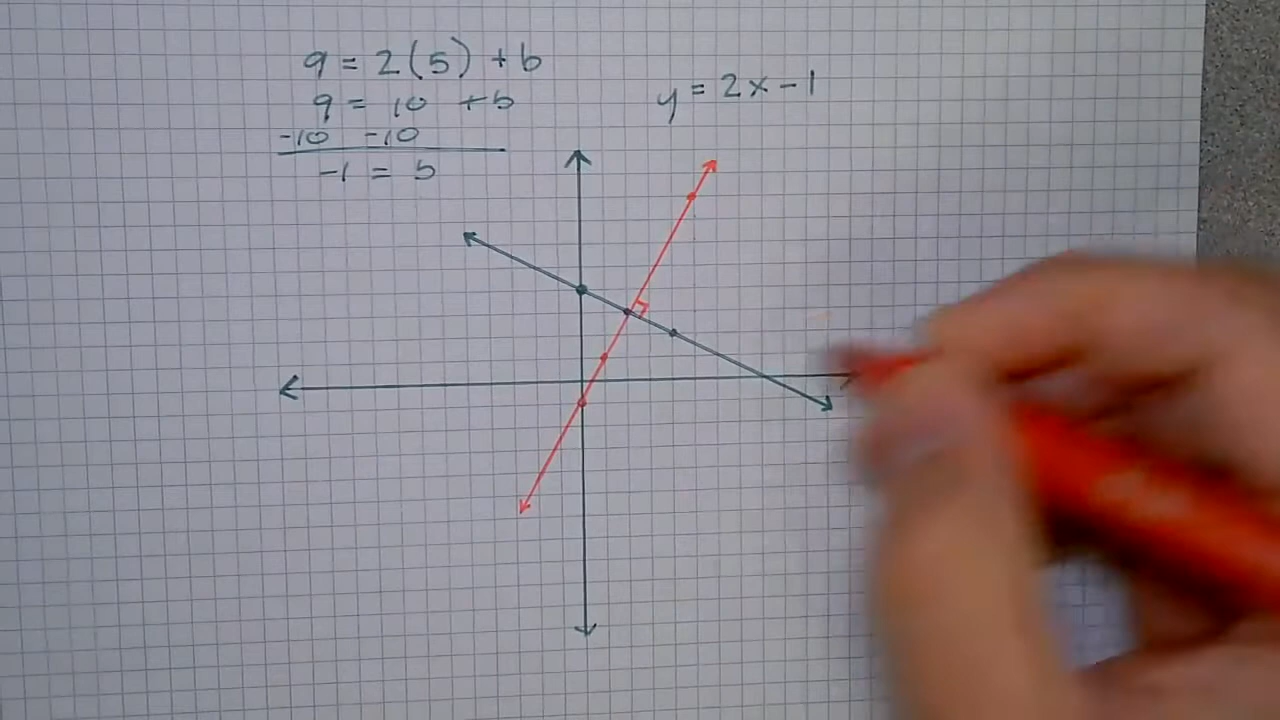 9 = 2(5) + b
9 = 10 + b
-10 -10
-1 = b
y = 2x - 1